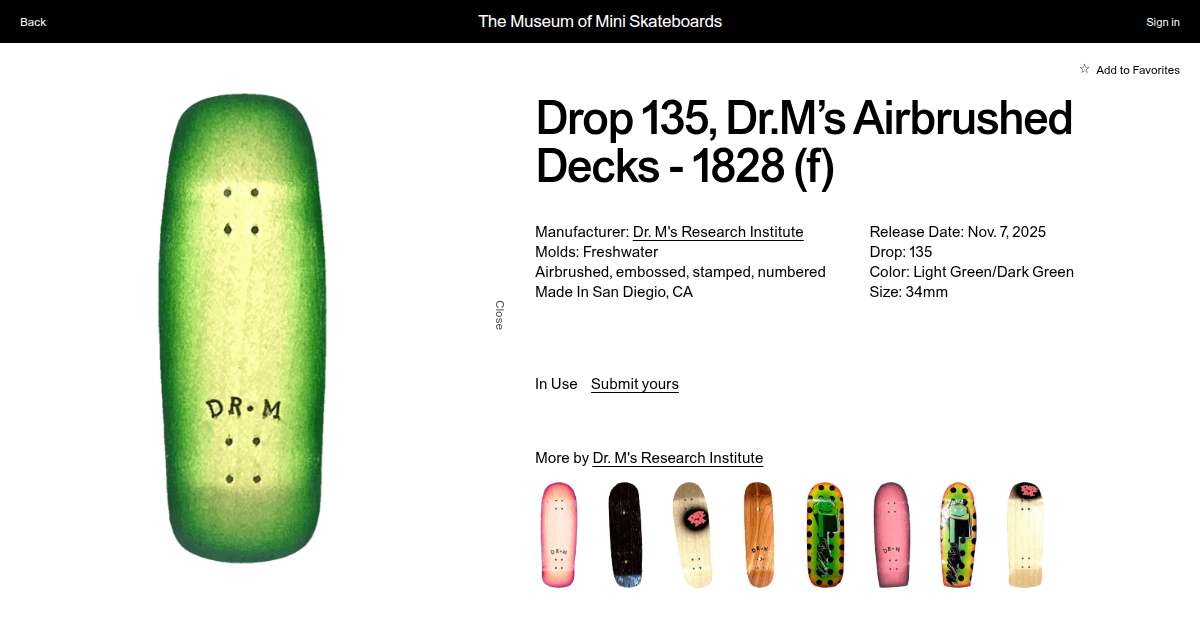 Back
The Museum of Mini Skateboards
Sign in
☆ Add to Favorites
Drop 135, Dr.M’s Airbrushed
Decks - 1828 (f)
Manufacturer: Dr. M's Research Institute
Molds: Freshwater
Airbrushed, embossed, stamped, numbered
Made In San Diegio, CA
Release Date: Nov. 7, 2025
Drop: 135
Color: Light Green/Dark Green
Size: 34mm
DR•M
Close
In Use Submit yours
More by Dr. M's Research Institute
DR•M
DR•M
DR•M